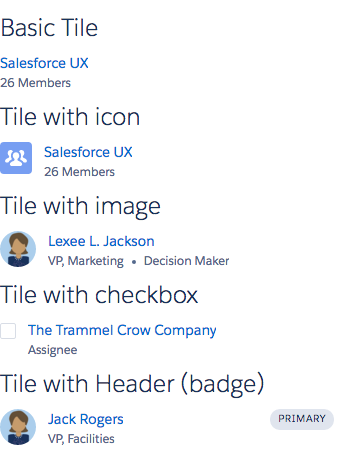 Basic Tile
Salesforce UX
26 Members
Tile with icon
Salesforce UX
26 Members
Tile with image
Lexee L. Jackson
VP, Marketing • Decision Maker
Tile with checkbox
The Trammel Crow Company
Assignee
Tile with Header (badge)
Jack Rogers PRIMARY
VP, Facilities